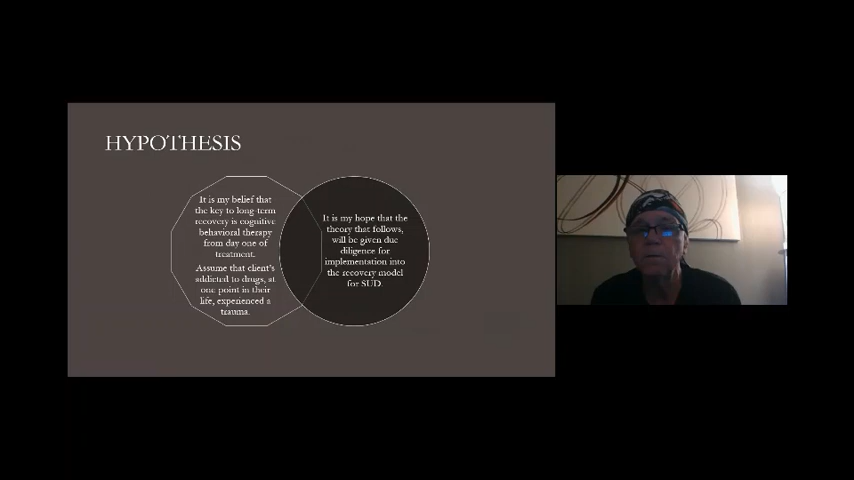 HYPOTHESIS
It is my belief that
the key to long-term
recovery is cognitive
behavioral therapy
from day one of
treatment.
Assume that client's
addicted to drugs, at
one point in their
life, experienced a
trauma.
It is my hope that the
theory that follows,
will be given due
diligence for
implementation into
the recovery model
for SUD.